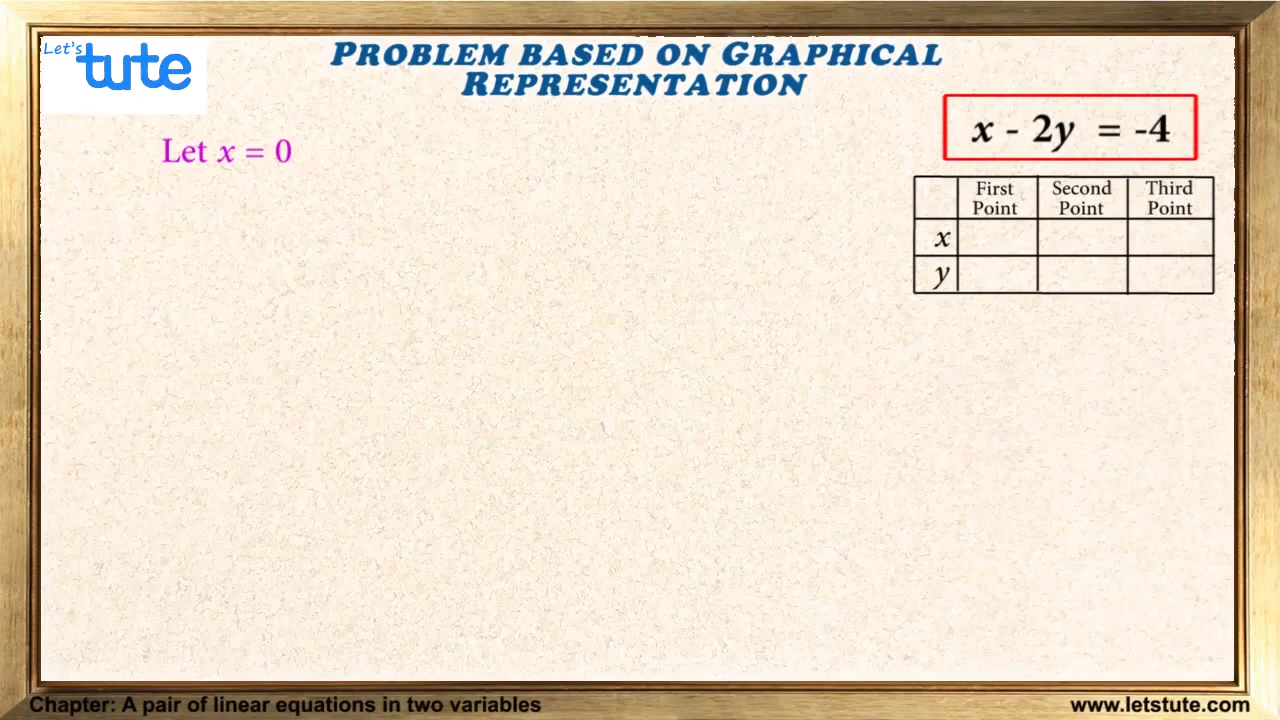 Let's
tute
PROBLEM BASED ON GRAPHICAL
REPRESENTATION
x - 2y = -4
Let x = 0
First Second Third
Point Point Point
x
y
Chapter: A pair of linear equations in two variables
www.letstute.com